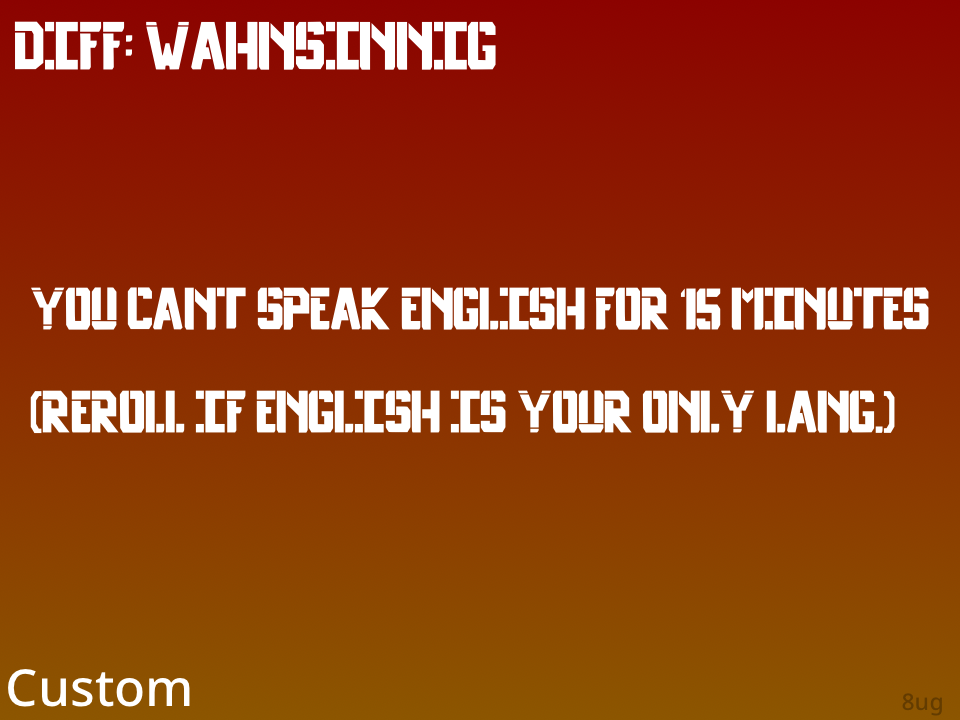 DIFF: WAHNSINNIG
YOU CANT SPEAK ENGLISH FOR 15 MINUTES
(REROLL IF ENGLISH IS YOUR ONLY LANG.)
Custom
8ug